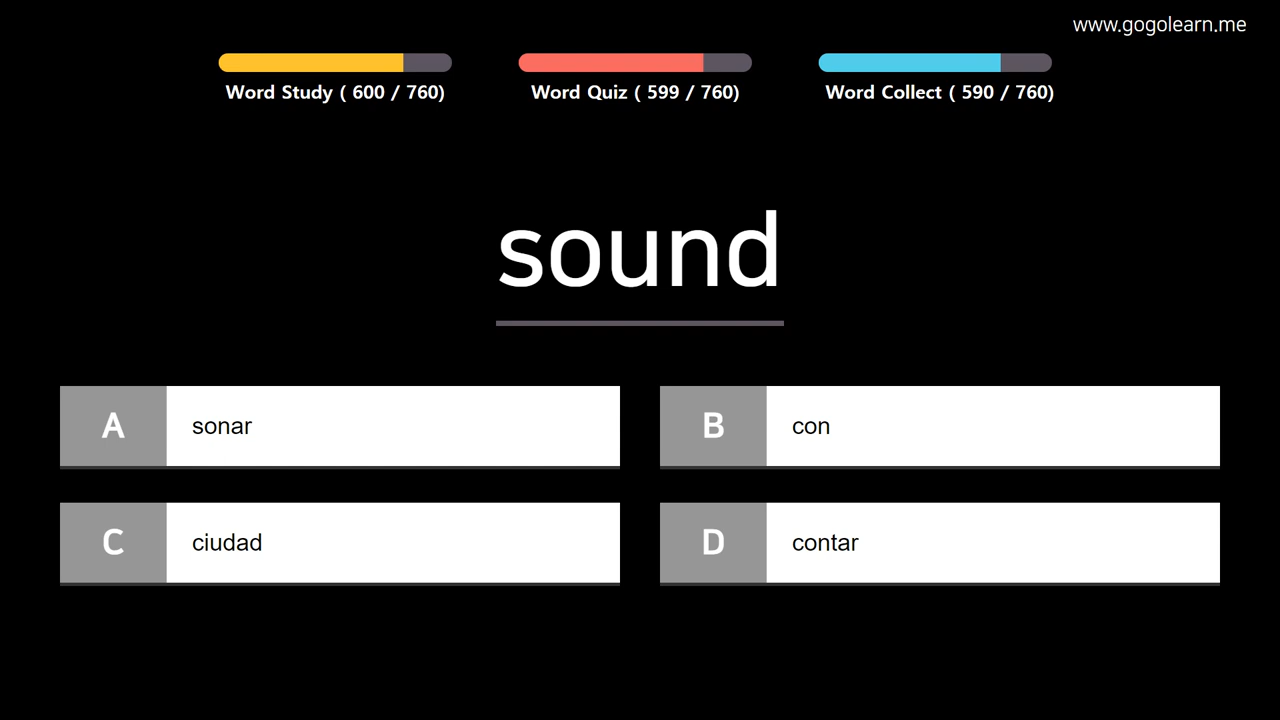 www.gogolearn.me
Word Study ( 600 / 760)
Word Quiz ( 599 / 760)
Word Collect ( 590 / 760)
sound
A sonar
B con
C ciudad
D contar